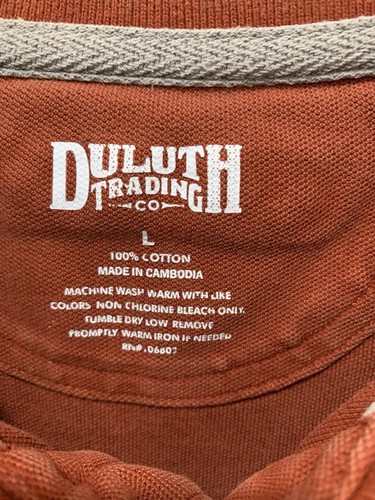 DULUTH
TRADING
CO
L
100% COTTON
MADE IN CAMBODIA
MACHINE WASH WARM WITH LIKE
COLORS NON CHLORINE BLEACH ONLY.
TUMBLE DRY LOW REMOVE
PROMPTLY. WARM IRON IF NEEDED
RN#